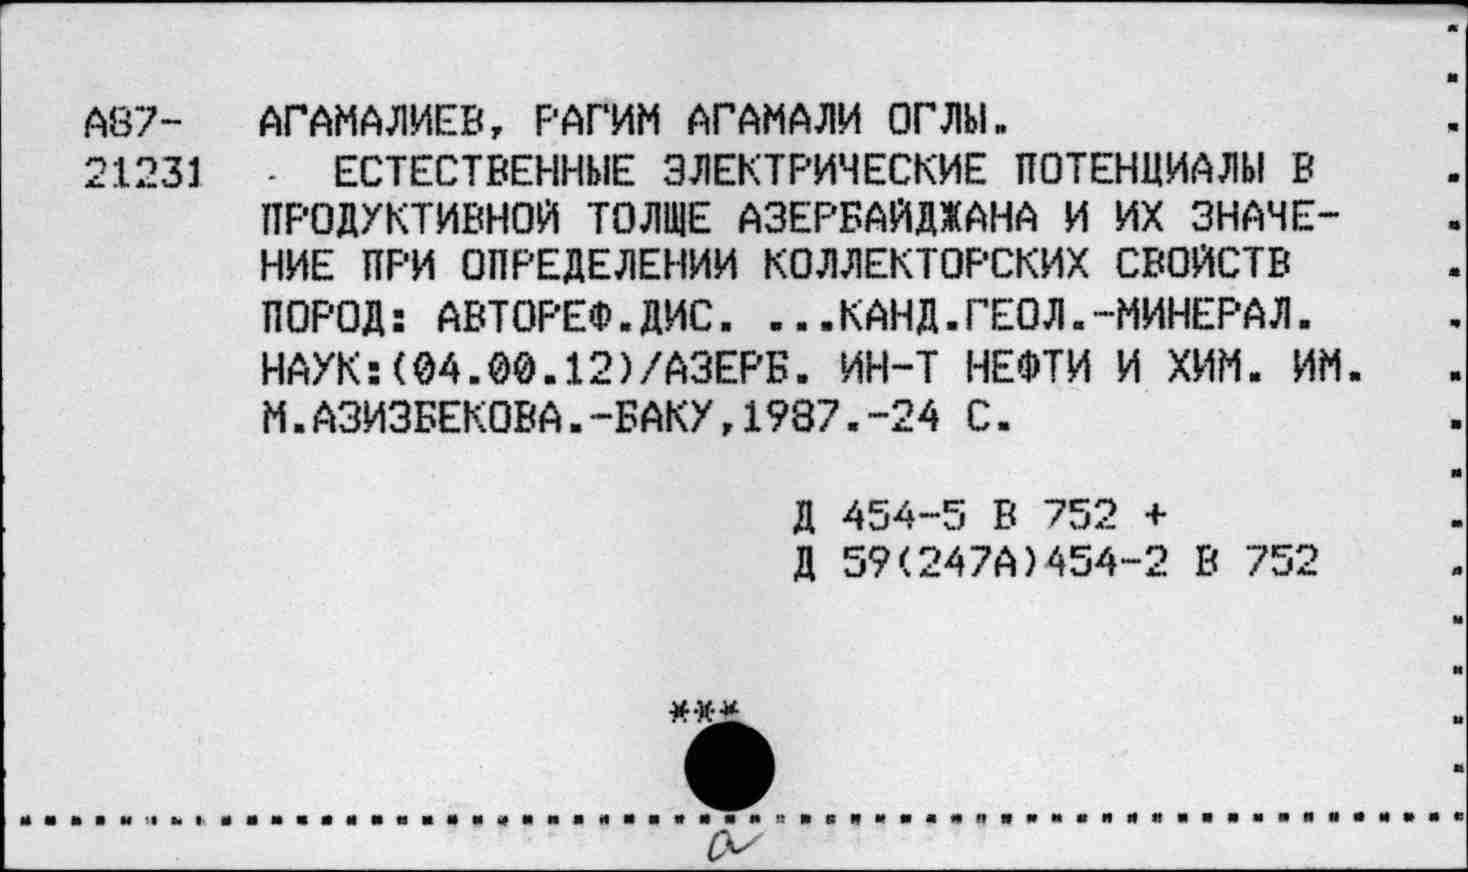 А87- АГАМАЛИЕВ, РАГИМ АГАМАЛИ ОГЛЫ.
21231 - ЕСТЕСТВЕННЫЕ ЭЛЕКТРИЧЕСКИЕ ПОТЕНЦИАЛЫ В
ПРОДУКТИВНОЙ ТОЛЩЕ АЗЕРБАЙДЖАНА И ИХ ЗНАЧЕ-
НИЕ ПРИ ОПРЕДЕЛЕНИИ КОЛЛЕКТОРСКИХ СВОЙСТВ
ПОРОД: АВТОРЕФ.ДИС. ...КАНД.ГЕОЛ.-МИНЕРАЛ.
НАУК:(04.00.12)/АЗЕРБ. ИН-Т НЕФТИ И ХИМ. ИМ.
М.АЗИЗБЕКОВА.-БАКУ,1987.-24 С.
Д 454-5 В 752 +
Д 59(247А)454-2 В 752
***
а